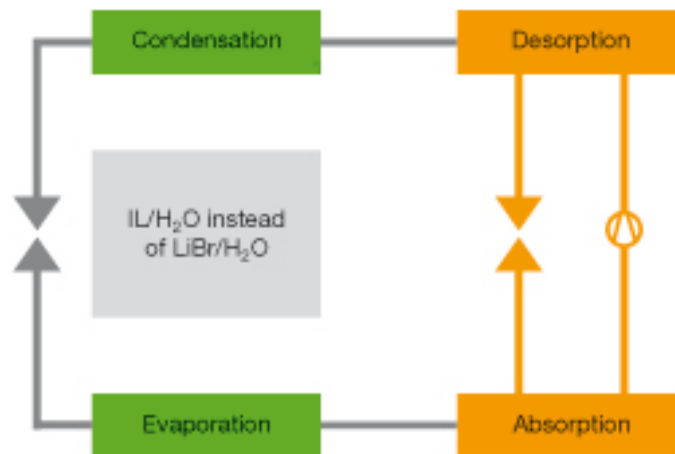 Condensation
Desorption
IL/H₂O instead
of LiBr/H₂O
Evaporation
Absorption